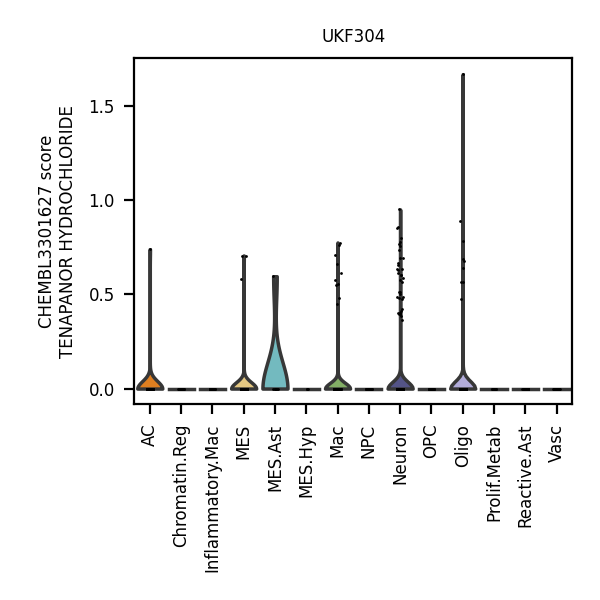 UKF304
CHEMBL3301627 score
TENAPANOR HYDROCHLORIDE
1.5
1.0
0.5
0.0
AC
Chromatin.Reg
Inflammatory.Mac
MES
MES.Ast
MES.Hyp
Mac
NPC
Neuron
OPC
Oligo
Prolif.Metab
Reactive.Ast
Vasc